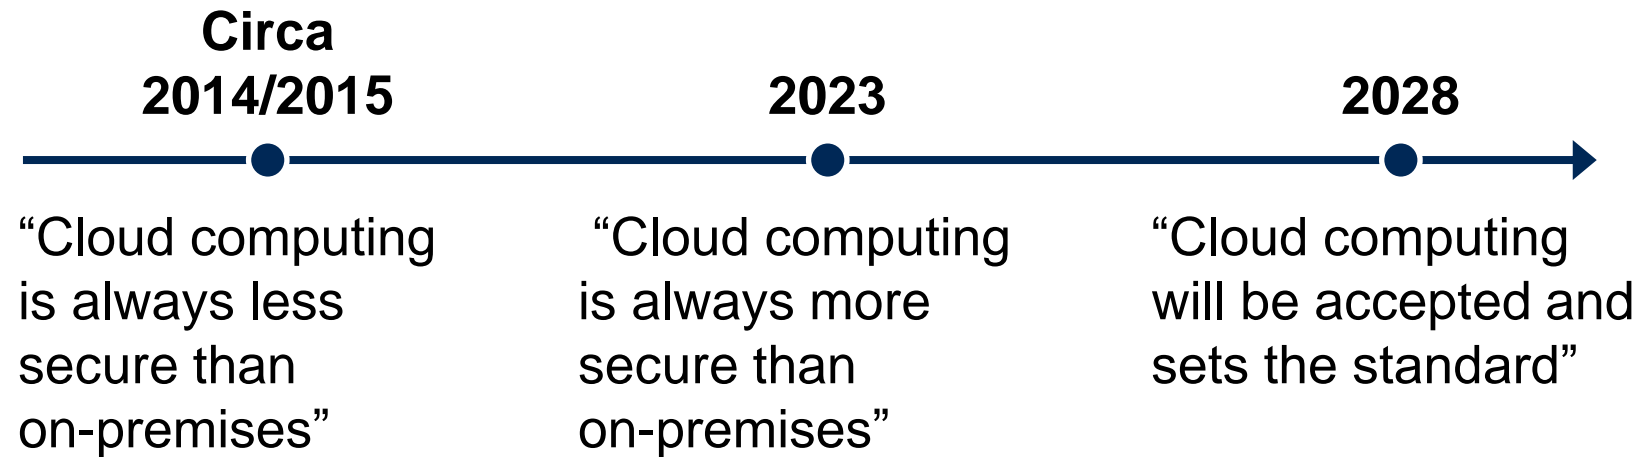 Circa
2014/2015
2023
2028
“Cloud computing
is always less
secure than
on-premises”
“Cloud computing
is always more
secure than
on-premises”
“Cloud computing
will be accepted and
sets the standard”